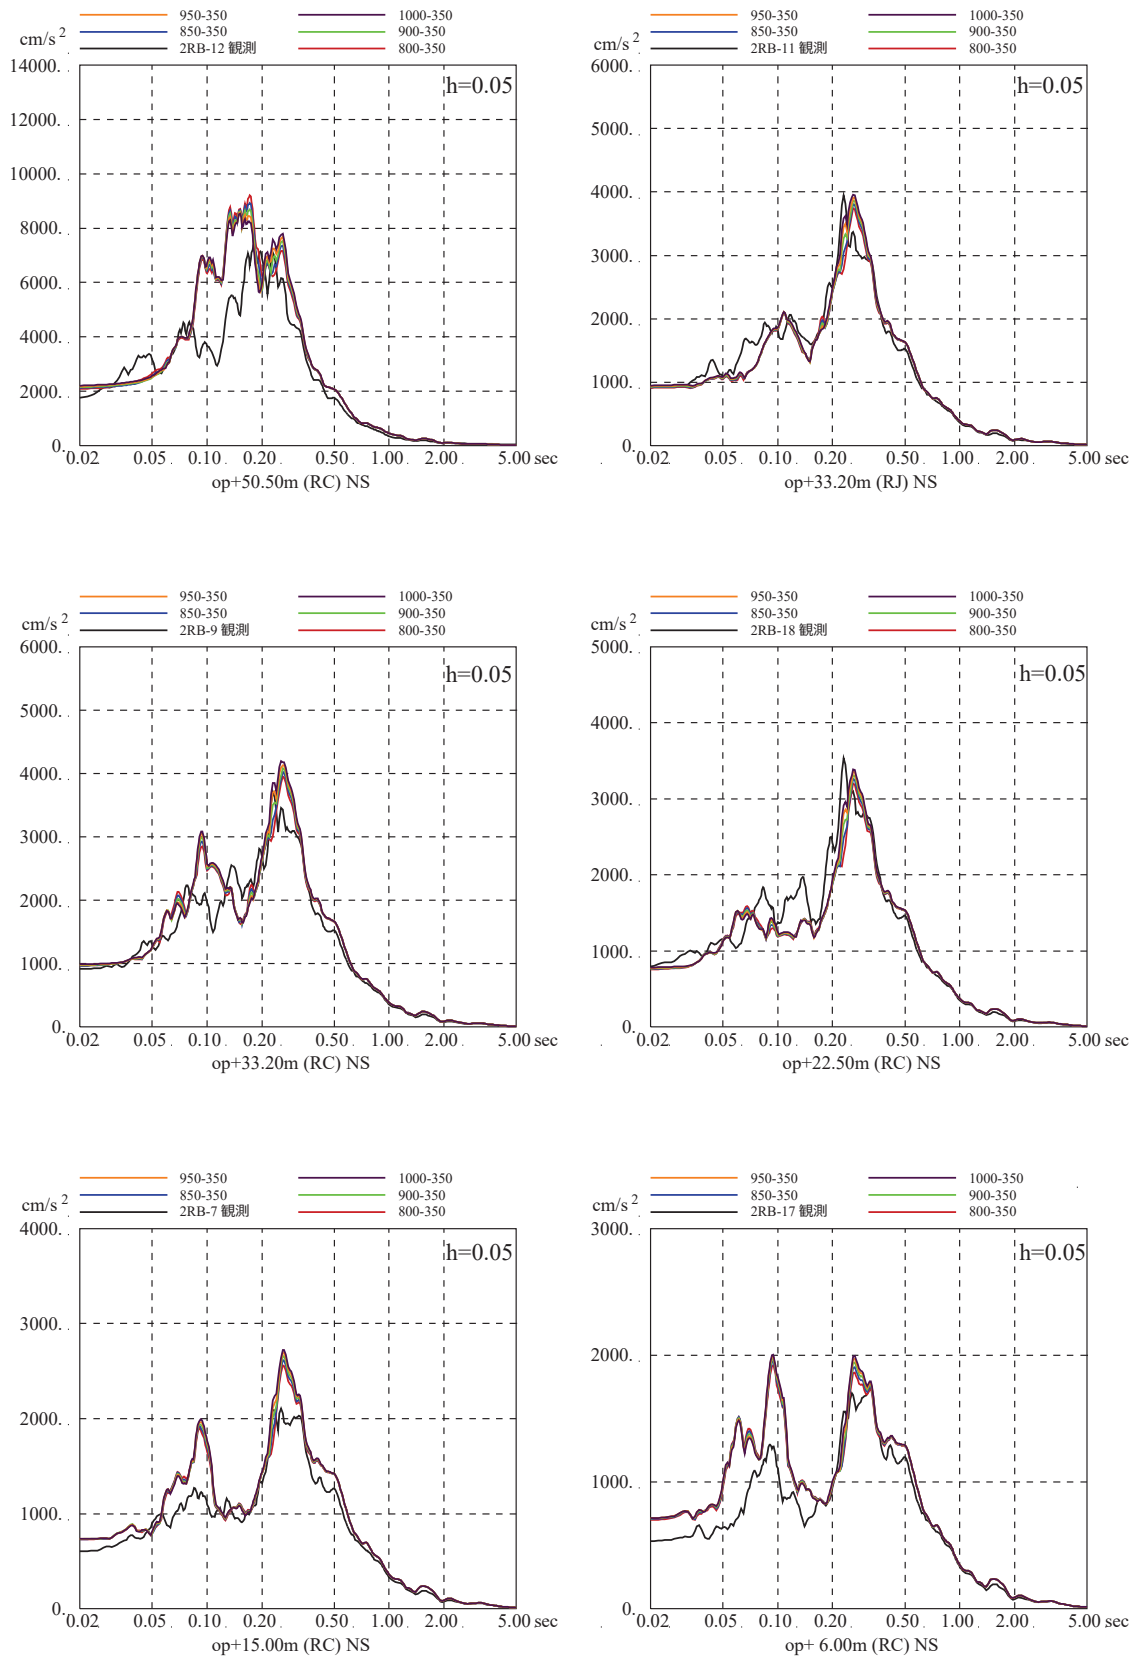 950-350 1000-350
850-350 900-350
2RB-12 観測 800-350
cm/s 2
h=0.05
14000.
12000.
10000.
8000.
6000.
4000.
2000.
0.
0.02 0.05 0.10 0.20 0.50 1.00 2.00 5.00 sec
op+50.50m (RC) NS
950-350 1000-350
850-350 900-350
2RB-11 観測 800-350
cm/s 2
h=0.05
6000.
5000.
4000.
3000.
2000.
1000.
0.
0.02 0.05 0.10 0.20 0.50 1.00 2.00 5.00 sec
op+33.20m (RJ) NS
950-350 1000-350
850-350 900-350
2RB-9 観測 800-350
cm/s 2
h=0.05
6000.
5000.
4000.
3000.
2000.
1000.
0.
0.02 0.05 0.10 0.20 0.50 1.00 2.00 5.00 sec
op+33.20m (RC) NS
950-350 1000-350
850-350 900-350
2RB-18 観測 800-350
cm/s 2
h=0.05
5000.
4000.
3000.
2000.
1000.
0.
0.02 0.05 0.10 0.20 0.50 1.00 2.00 5.00 sec
op+22.50m (RC) NS
950-350 1000-350
850-350 900-350
2RB-7 観測 800-350
cm/s 2
h=0.05
4000.
3000.
2000.
1000.
0.
0.02 0.05 0.10 0.20 0.50 1.00 2.00 5.00 sec
op+15.00m (RC) NS
950-350 1000-350
850-350 900-350
2RB-17 観測 800-350
cm/s 2
h=0.05
3000.
2000.
1000.
0.
0.02 0.05 0.10 0.20 0.50 1.00 2.00 5.00 sec
op+ 6.00m (RC) NS